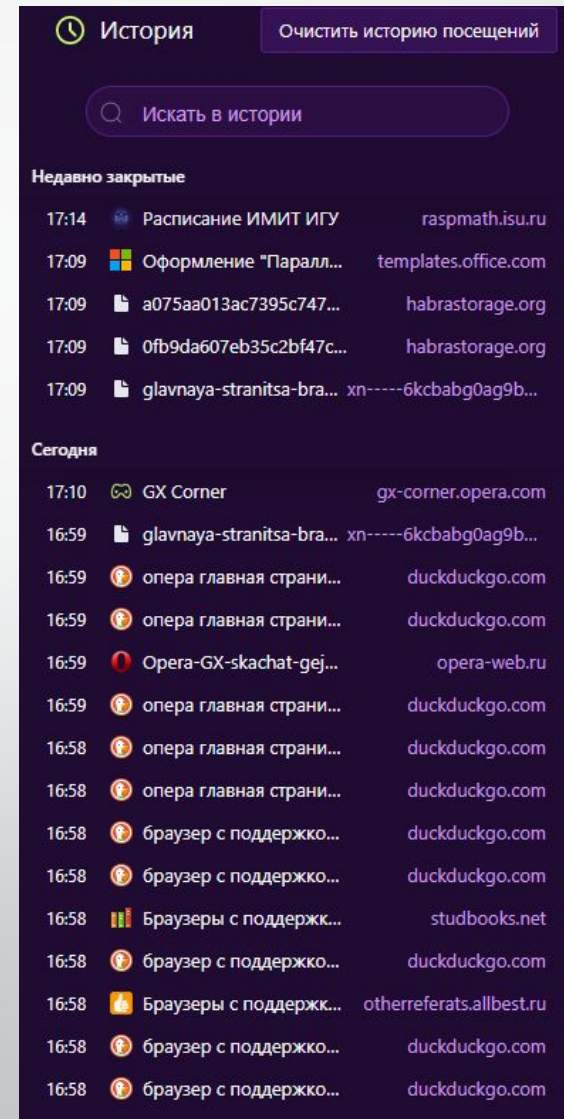 История Очистить историю посещений
Искать в истории
Недавно закрытые
17:14 Расписание ИМИТ ИГУ raspmath.isu.ru
17:09 Оформление "Паралл... templates.office.com
17:09 a075aa013ac7395c747... habrastorage.org
17:09 0fb9da607eb35c2bf47c... habrastorage.org
17:09 glavnaya-stranitsa-bra... xn-----6kcbabg0ag9b...
Сегодня
17:10 GX Corner gx-corner.opera.com
16:59 glavnaya-stranitsa-bra... xn-----6kcbabg0ag9b...
16:59 опера главная страни... duckduckgo.com
16:59 опера главная страни... duckduckgo.com
16:59 Opera-GX-skachat-gej... opera-web.ru
16:59 опера главная страни... duckduckgo.com
16:58 опера главная страни... duckduckgo.com
16:58 опера главная страни... duckduckgo.com
16:58 браузер с поддержко... duckduckgo.com
16:58 браузер с поддержко... duckduckgo.com
16:58 Браузеры с поддержк... studbooks.net
16:58 браузер с поддержко... duckduckgo.com
16:58 Браузеры с поддержк... otherreferats.allbest.ru
16:58 браузер с поддержко... duckduckgo.com
16:58 браузер с поддержко... duckduckgo.com